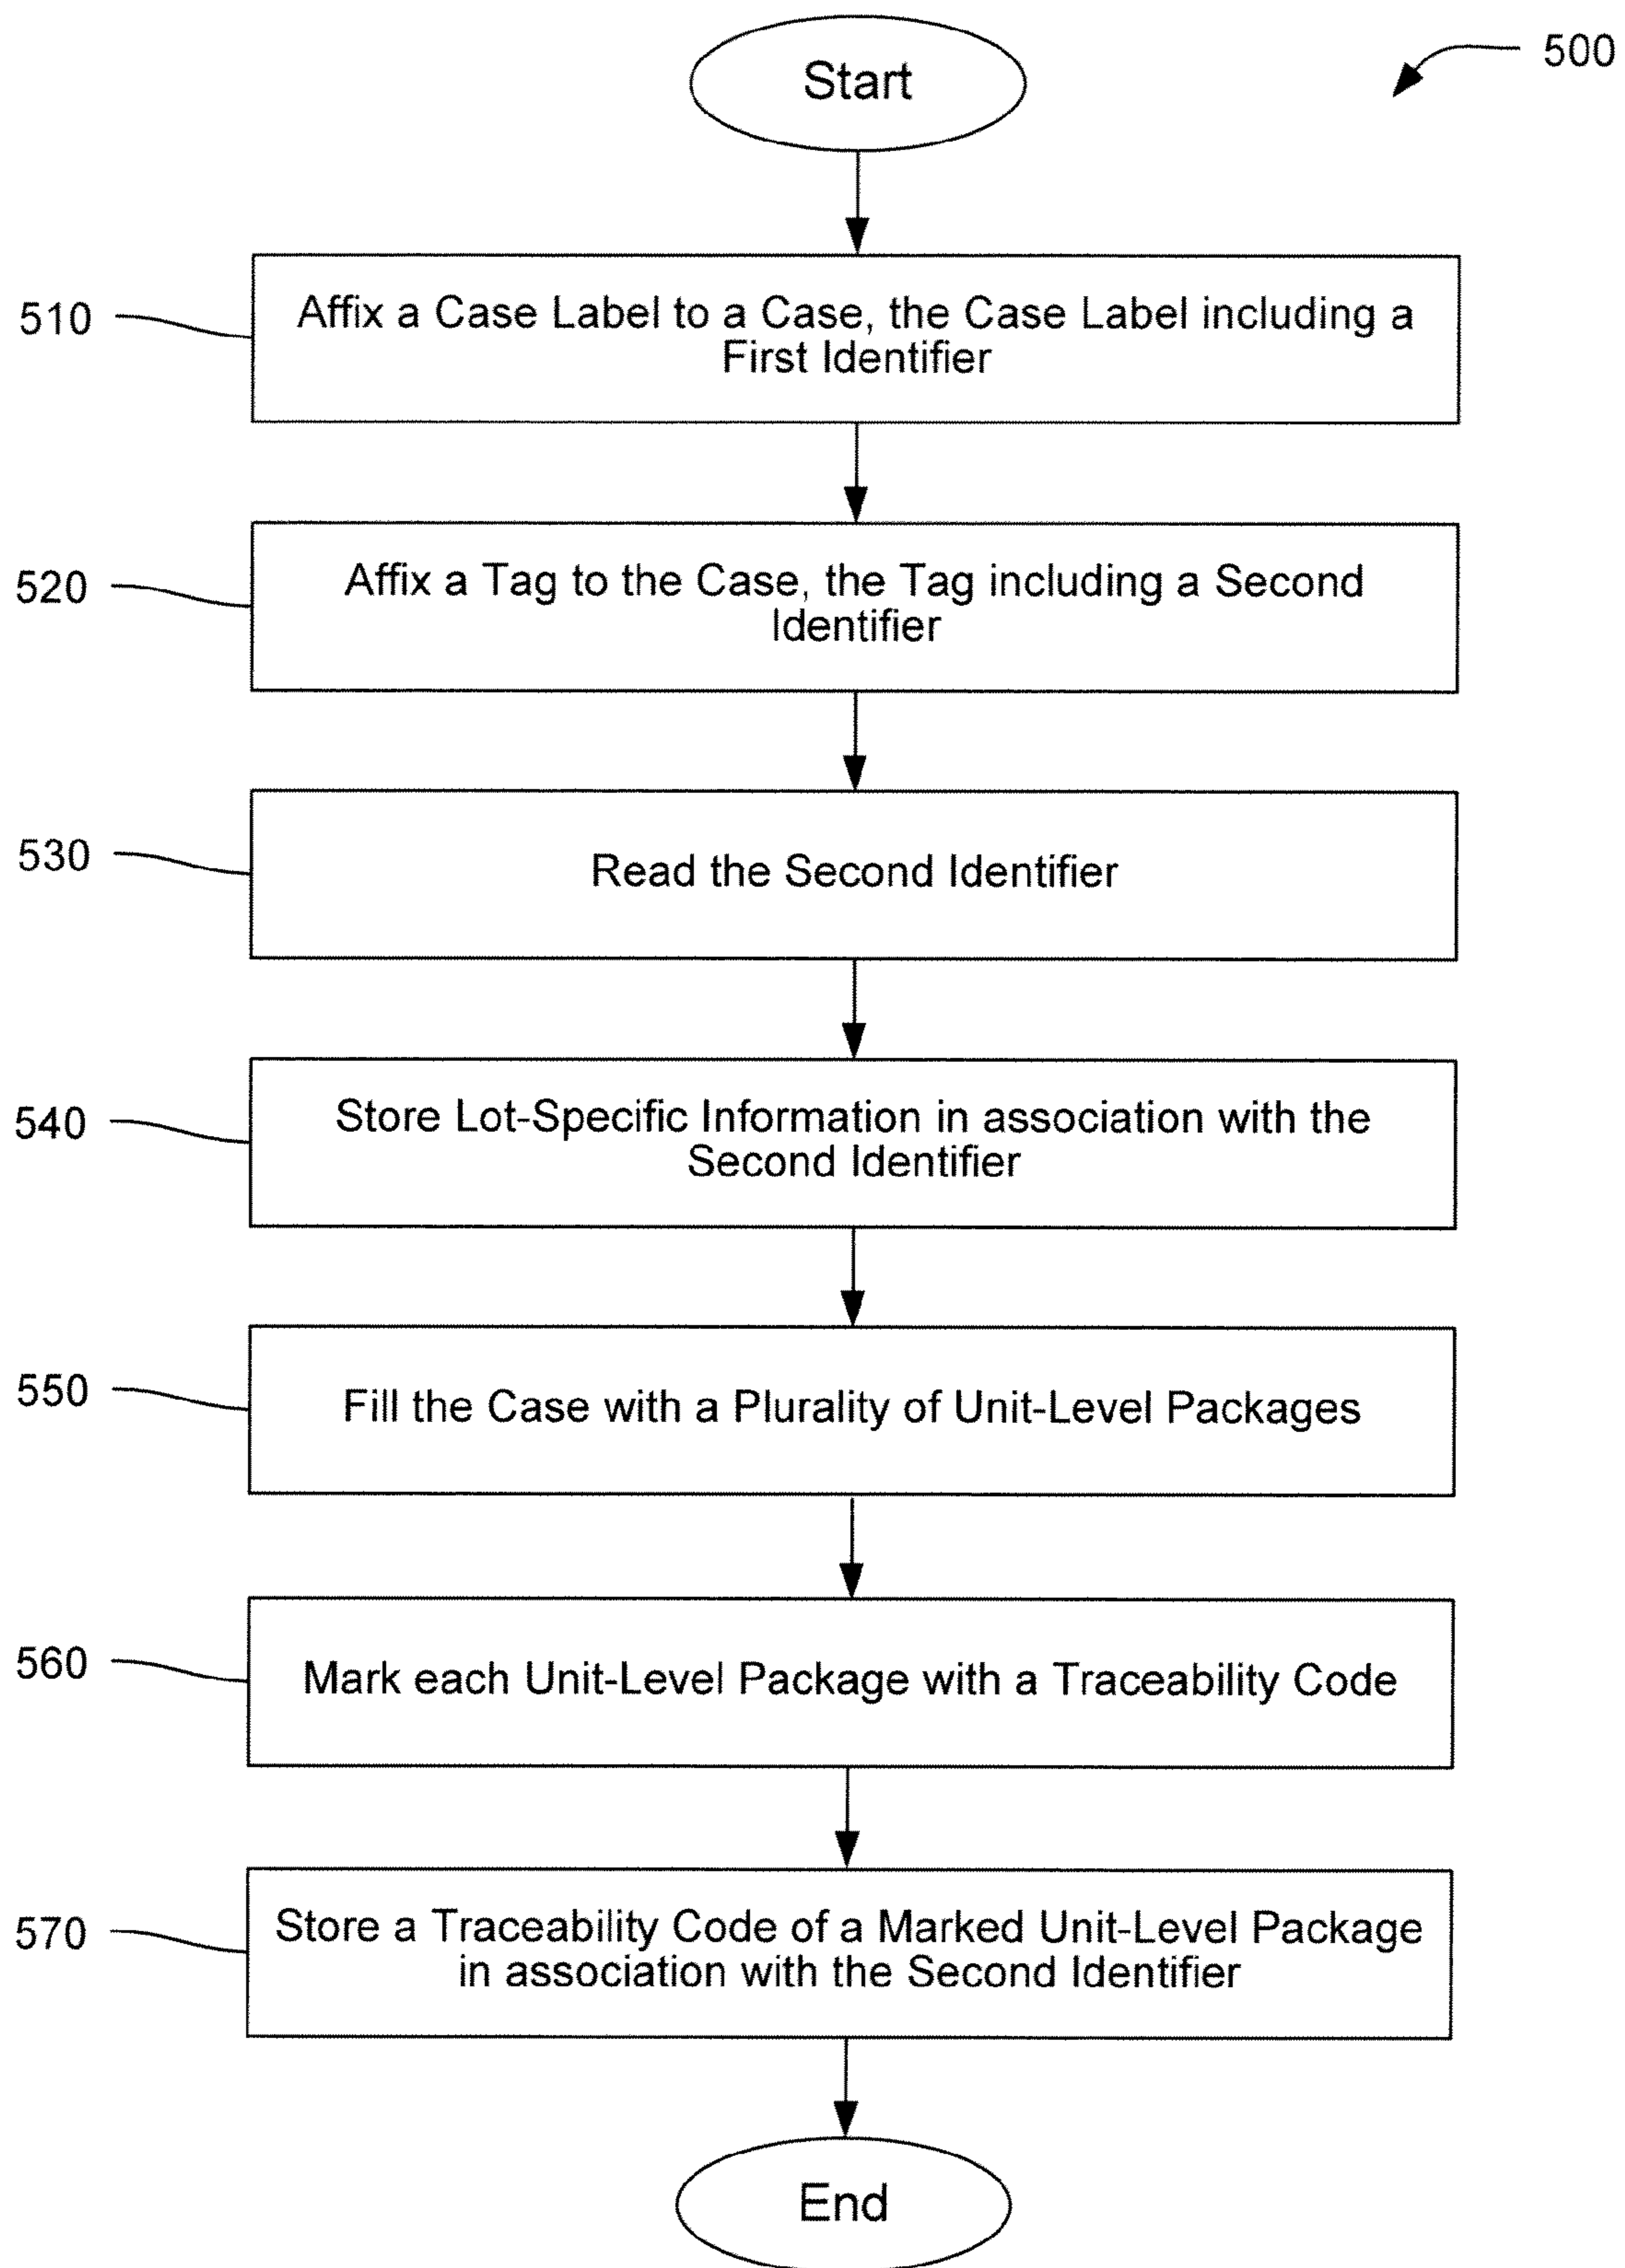 Start
500
510
Affix a Case Label to a Case, the Case Label including a
First Identifier
520
Affix a Tag to the Case, the Tag including a Second
Identifier
530
Read the Second Identifier
540
Store Lot-Specific Information in association with the
Second Identifier
550
Fill the Case with a Plurality of Unit-Level Packages
560
Mark each Unit-Level Package with a Traceability Code
570
Store a Traceability Code of a Marked Unit-Level Package
in association with the Second Identifier
End